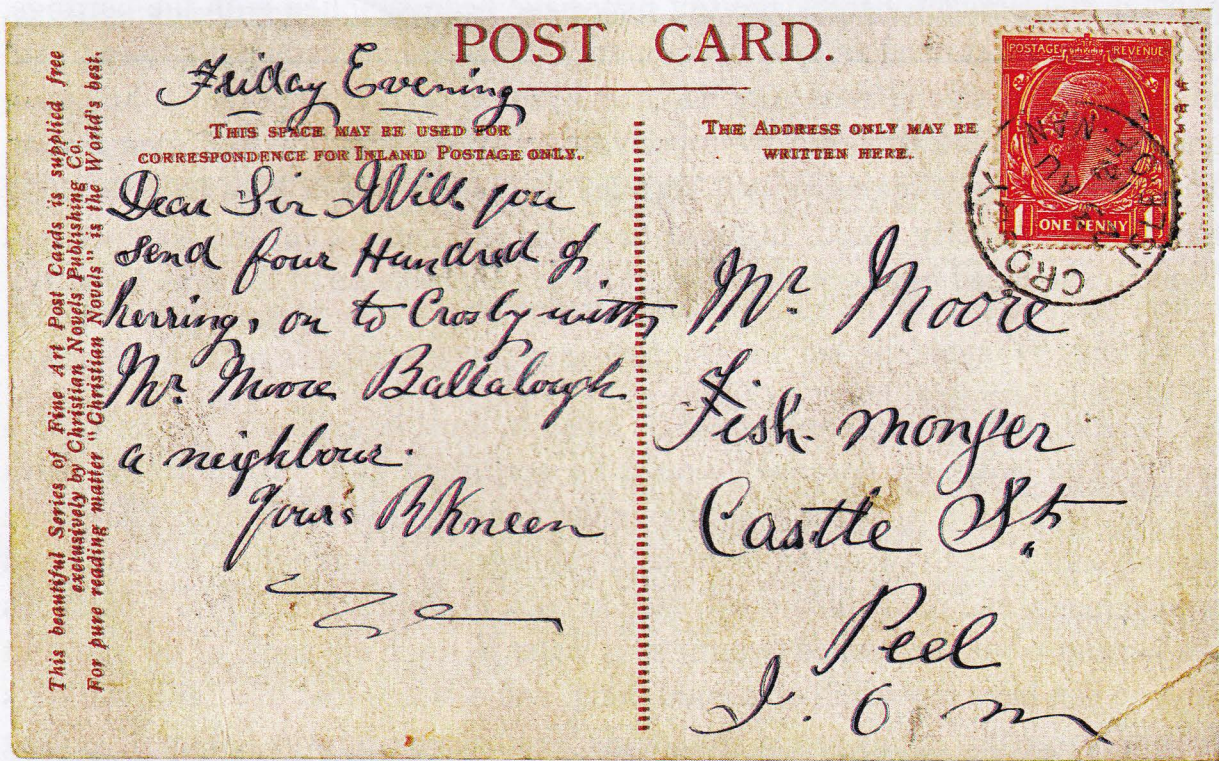 POST CARD.
Friday Evening
THIS SPACE MAY BE USED FOR
CORRESPONDENCE FOR INLAND POSTAGE ONLY.
Dear Sir Will you
send four Hundred of
herring, on to Crosby with
Mr. Moore Ballalough
a neighbour.
Yours RKneen
THE ADDRESS ONLY MAY BE
WRITTEN HERE.
Mr. Moore
Fish. monger
Castle St.
Peel
I. O m
This beautiful Series of Fine Art Post Cards is supplied free
exclusively by Christian Novels Publishing Co.
For pure reading matter "Christian Novels" is the World's best.
POSTAGE REVENUE
1 ONE PENNY 1
CROSBY